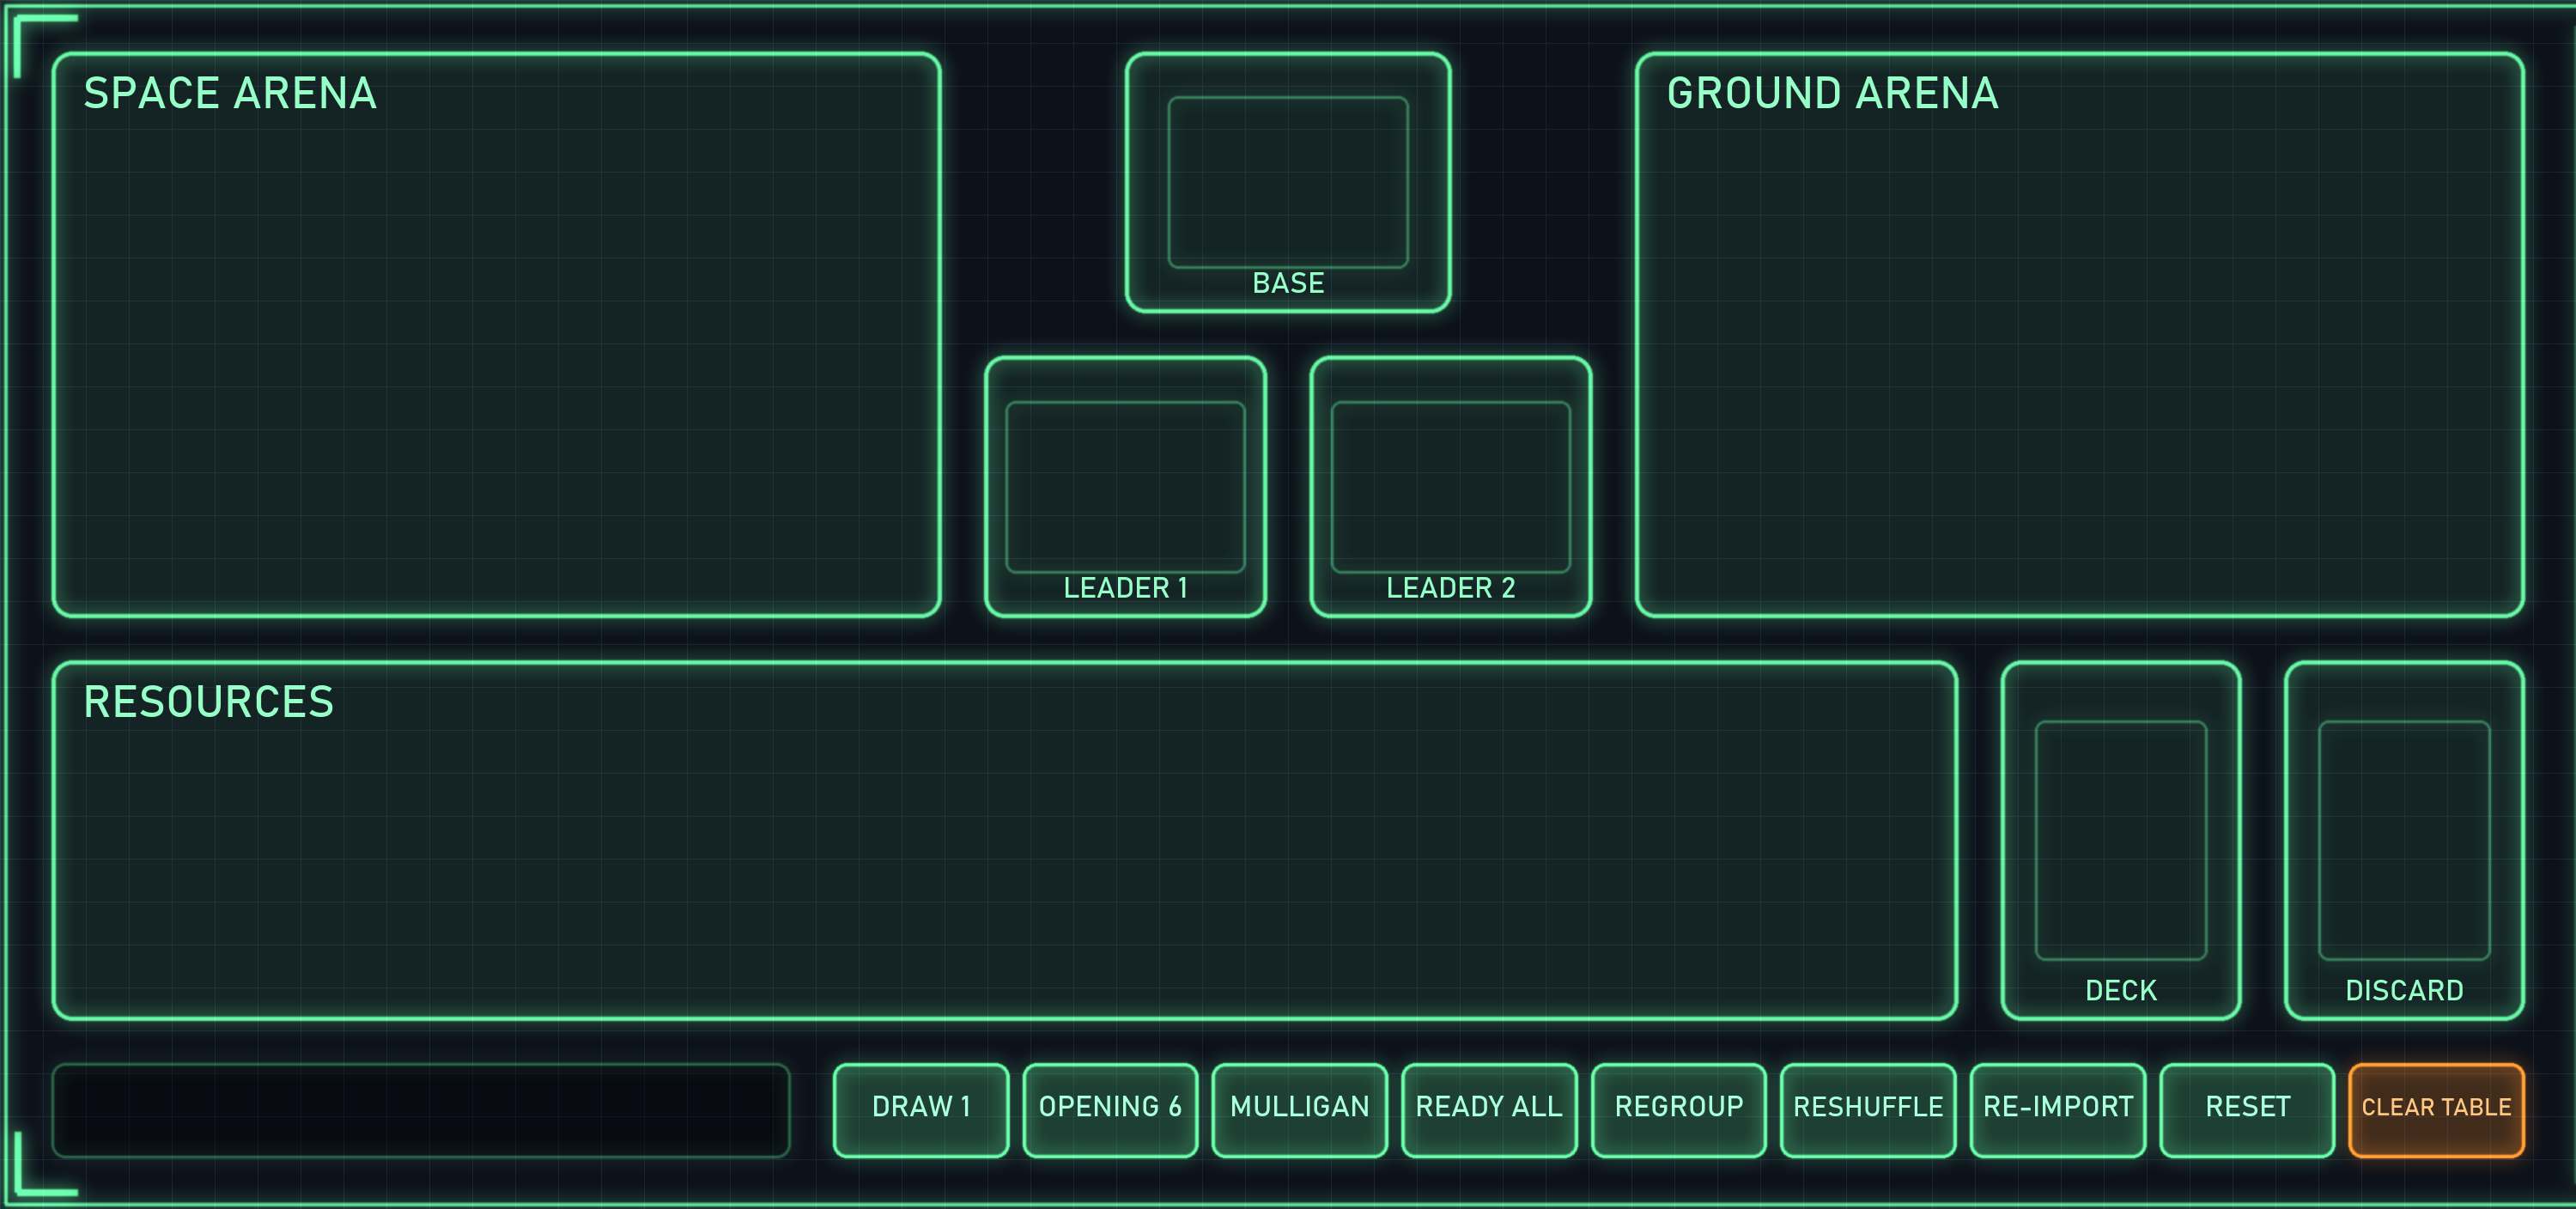 SPACE ARENA
BASE
GROUND ARENA
LEADER 1
LEADER 2
RESOURCES
DECK
DISCARD
DRAW 1
OPENING 6
MULLIGAN
READY ALL
REGROUP
RESHUFFLE
RE-IMPORT
RESET
CLEAR TABLE